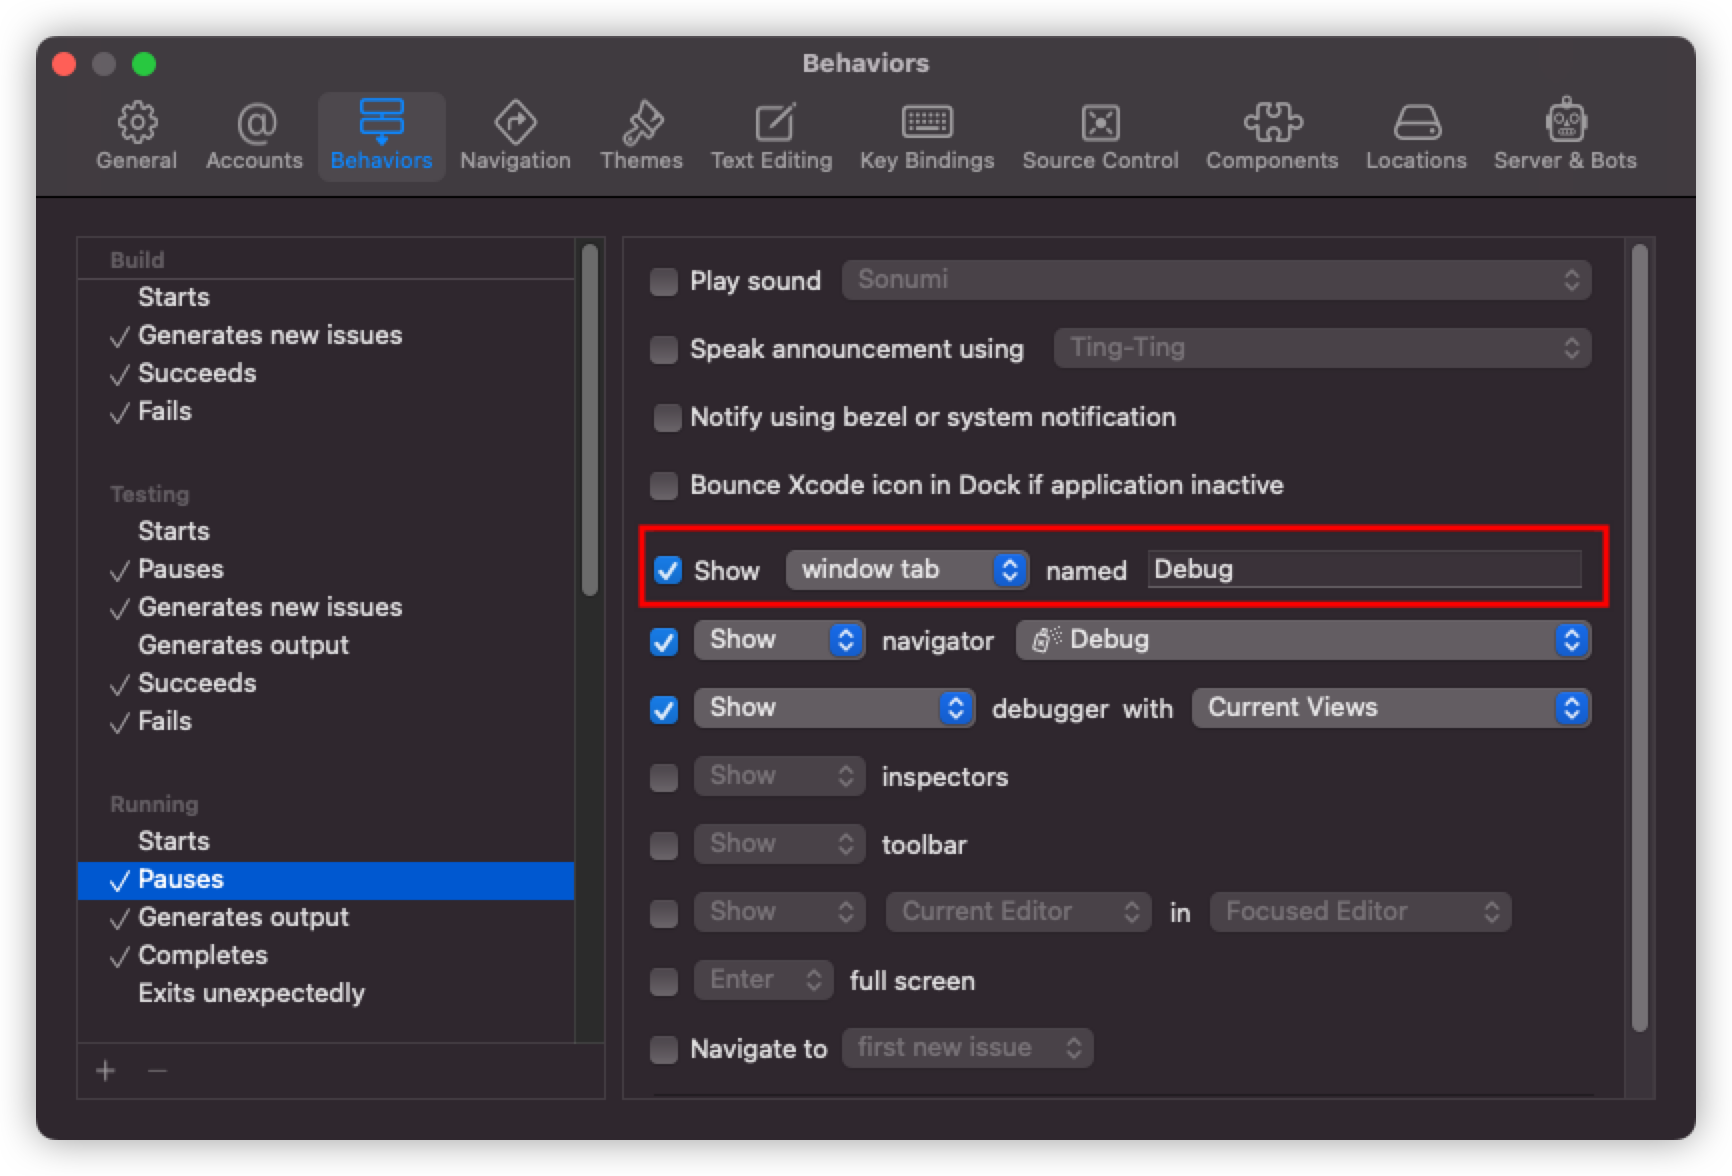 Behaviors
General Accounts Behaviors Navigation Themes Text Editing Key Bindings Source Control Components Locations Server & Bots
Build
Starts
Generates new issues
Succeeds
Fails
Testing
Starts
Pauses
Generates new issues
Generates output
Succeeds
Fails
Running
Starts
Pauses
Generates output
Completes
Exits unexpectedly
Play sound Sonumi
Speak announcement using Ting-Ting
Notify using bezel or system notification
Bounce Xcode icon in Dock if application inactive
Show window tab named Debug
Show navigator Debug
Show debugger with Current Views
Show inspectors
Show toolbar
Show Current Editor in Focused Editor
Enter full screen
Navigate to first new issue